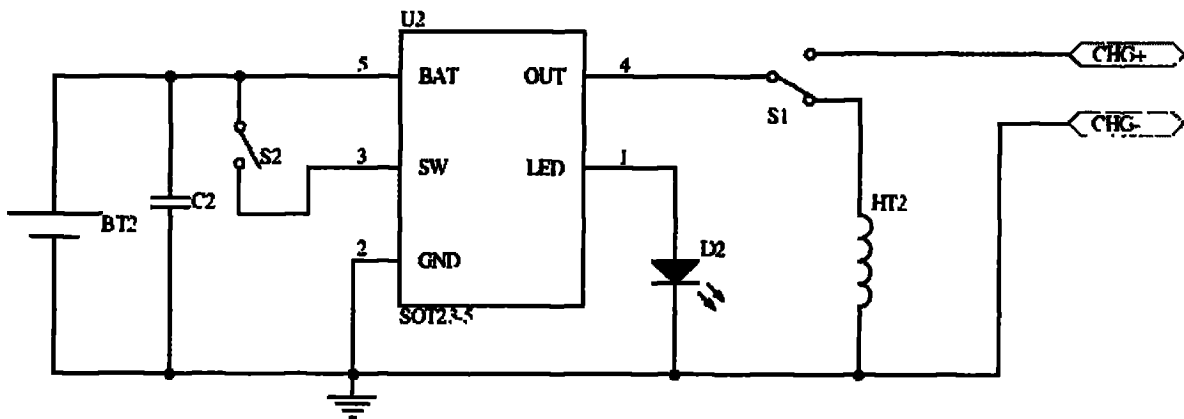 U2
CHG+
5 BAT OUT 4
S1
CHG-
S2
3 SW LED 1
C2
HT2
BT2
2 GND
D2
SOT23-5